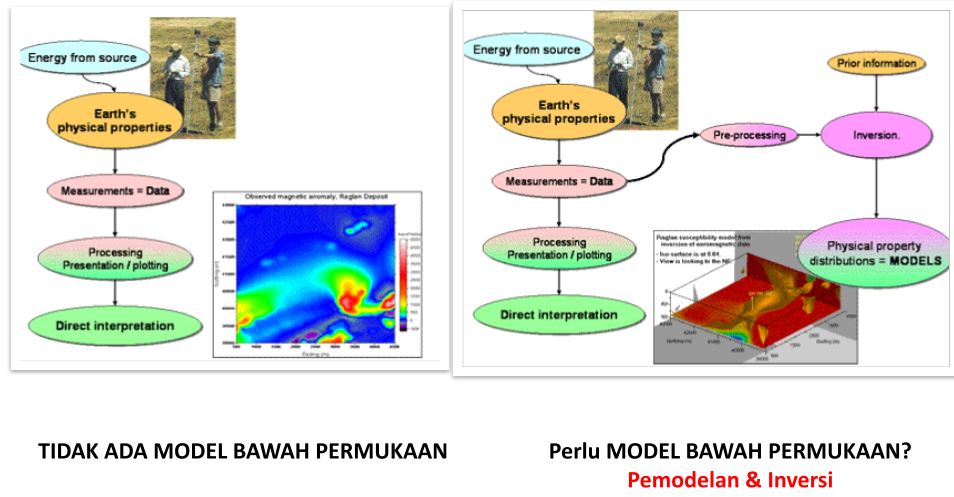 Energy from source
Earth's
physical properties
Measurements = Data
Processing
Presentation / plotting
Direct interpretation
Observed magnetic anomaly, Raglan Deposit
TIDAK ADA MODEL BAWAH PERMUKAAN
Energy from source
Earth's
physical properties
Measurements = Data
Processing
Presentation / plotting
Direct interpretation
Pre-processing
Prior information
Inversion.
Physical property
distributions = MODELS
Raglan susceptibility model from
inversion of aeromagnetic data
- Iso surface is at 0.04.
- View is looking to the NE.
Perlu MODEL BAWAH PERMUKAAN?
Pemodelan & Inversi